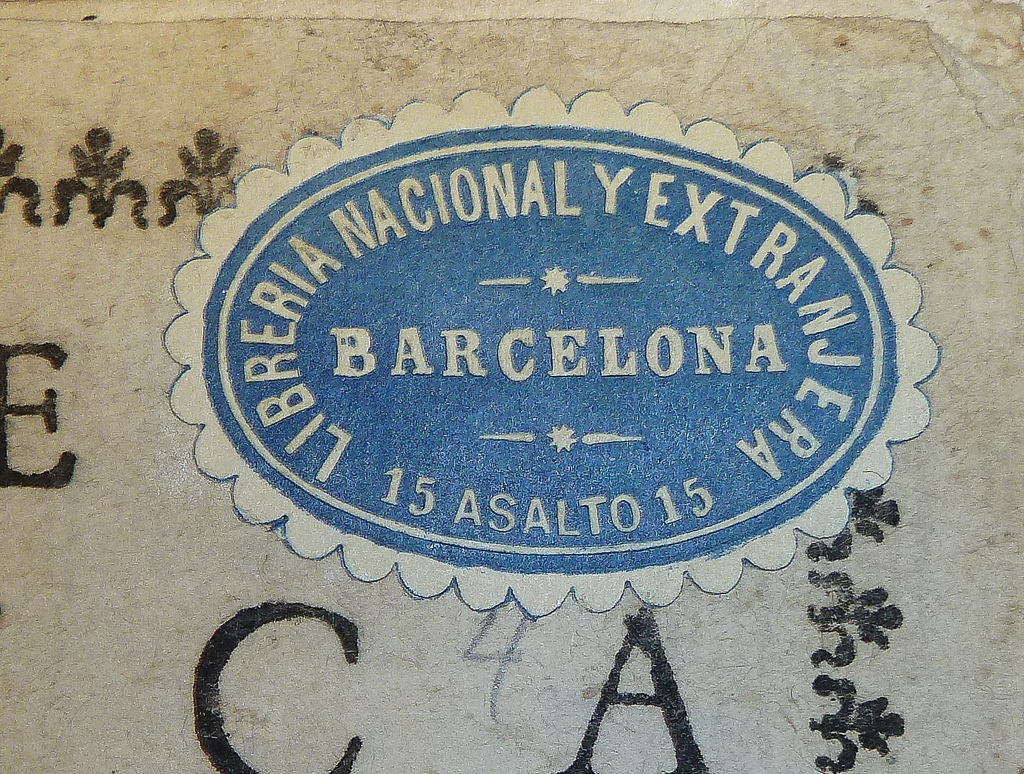 LIBRERIA NACIONAL Y EXTRANJERA
BARCELONA
15 ASALTO 15
E
4
C A